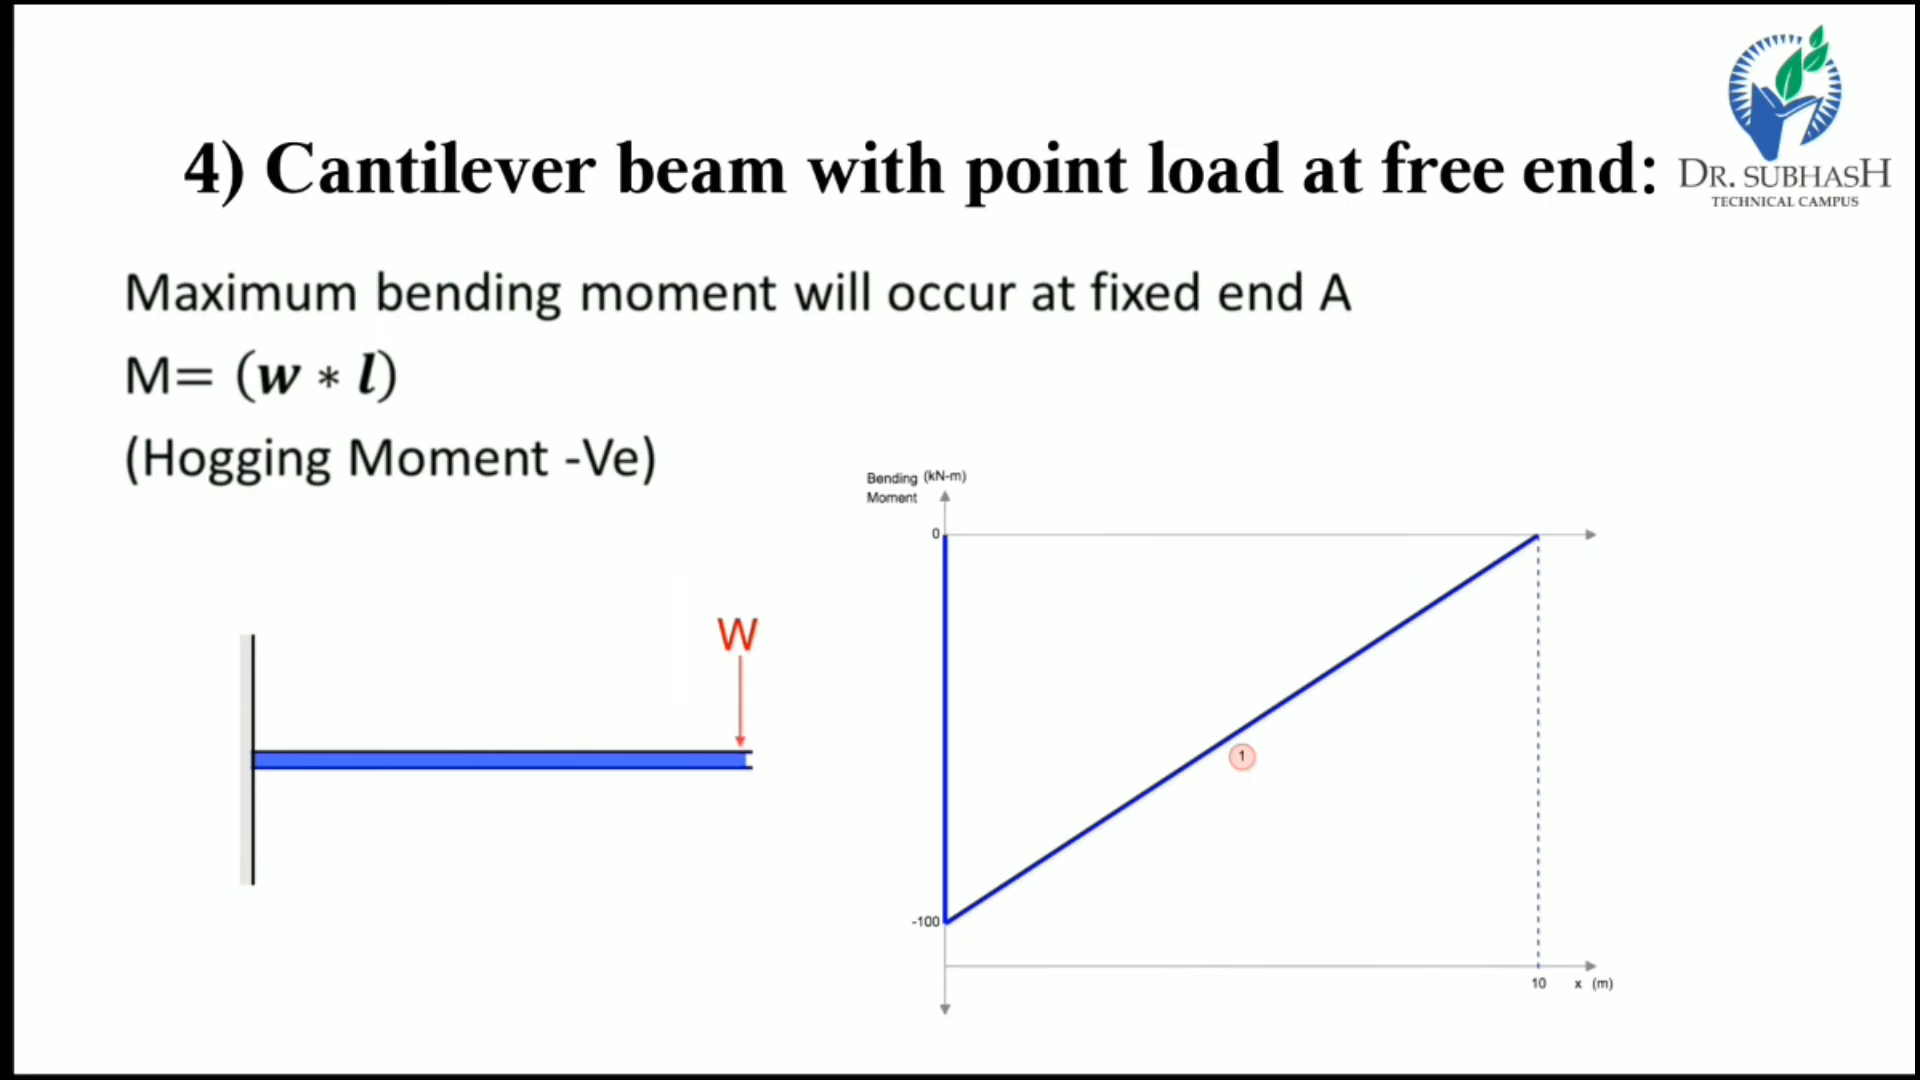 4) Cantilever beam with point load at free end:
DR. SUBHASH
TECHNICAL CAMPUS
Maximum bending moment will occur at fixed end A
M= (w * l)
(Hogging Moment -Ve)
W
Bending (kN-m)
Moment
0
1
-100
10 x (m)